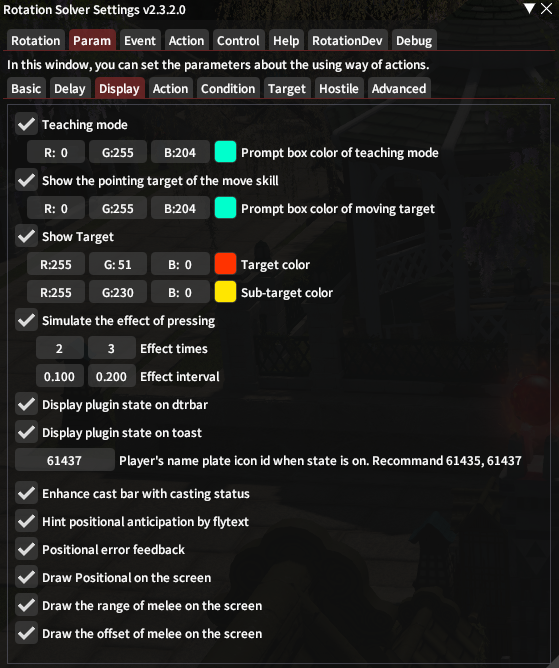 Rotation Solver Settings v2.3.2.0
Rotation Param Event Action Control Help RotationDev Debug
In this window, you can set the parameters about the using way of actions.
Basic Delay Display Action Condition Target Hostile Advanced
Teaching mode
R: 0 G:255 B:204 Prompt box color of teaching mode
Show the pointing target of the move skill
R: 0 G:255 B:204 Prompt box color of moving target
Show Target
R:255 G: 51 B: 0 Target color
R:255 G:230 B: 0 Sub-target color
Simulate the effect of pressing
2 3 Effect times
0.100 0.200 Effect interval
Display plugin state on dtrbar
Display plugin state on toast
61437 Player's name plate icon id when state is on. Recommand 61435, 61437
Enhance cast bar with casting status
Hint positional anticipation by flytext
Positional error feedback
Draw Positional on the screen
Draw the range of melee on the screen
Draw the offset of melee on the screen